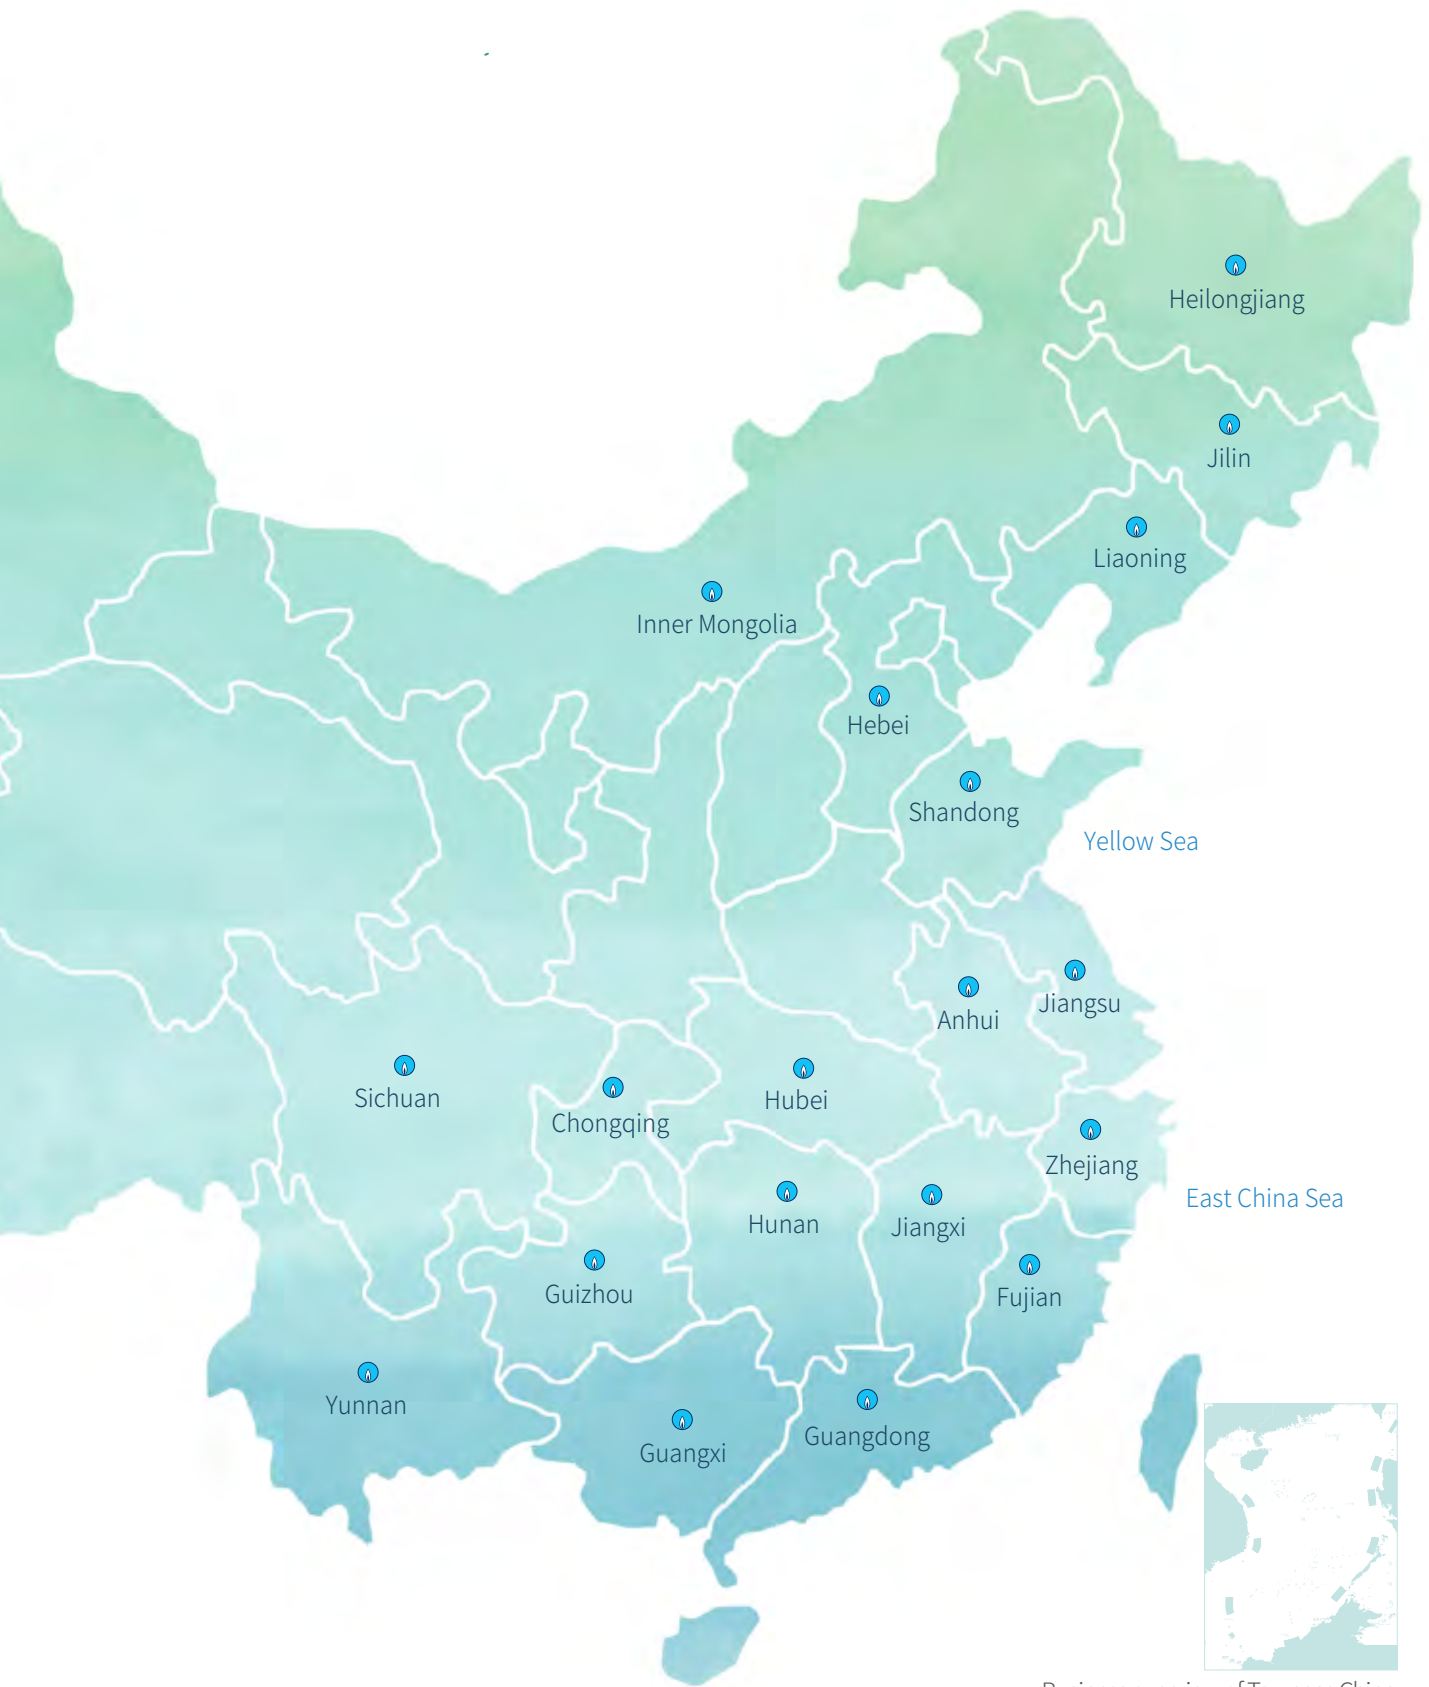 Heilongjiang
Jilin
Liaoning
Inner Mongolia
Hebei
Shandong
Yellow Sea
Jiangsu
Anhui
Sichuan
Chongqing
Hubei
Zhejiang
East China Sea
Hunan
Jiangxi
Guizhou
Fujian
Yunnan
Guangdong
Guangxi